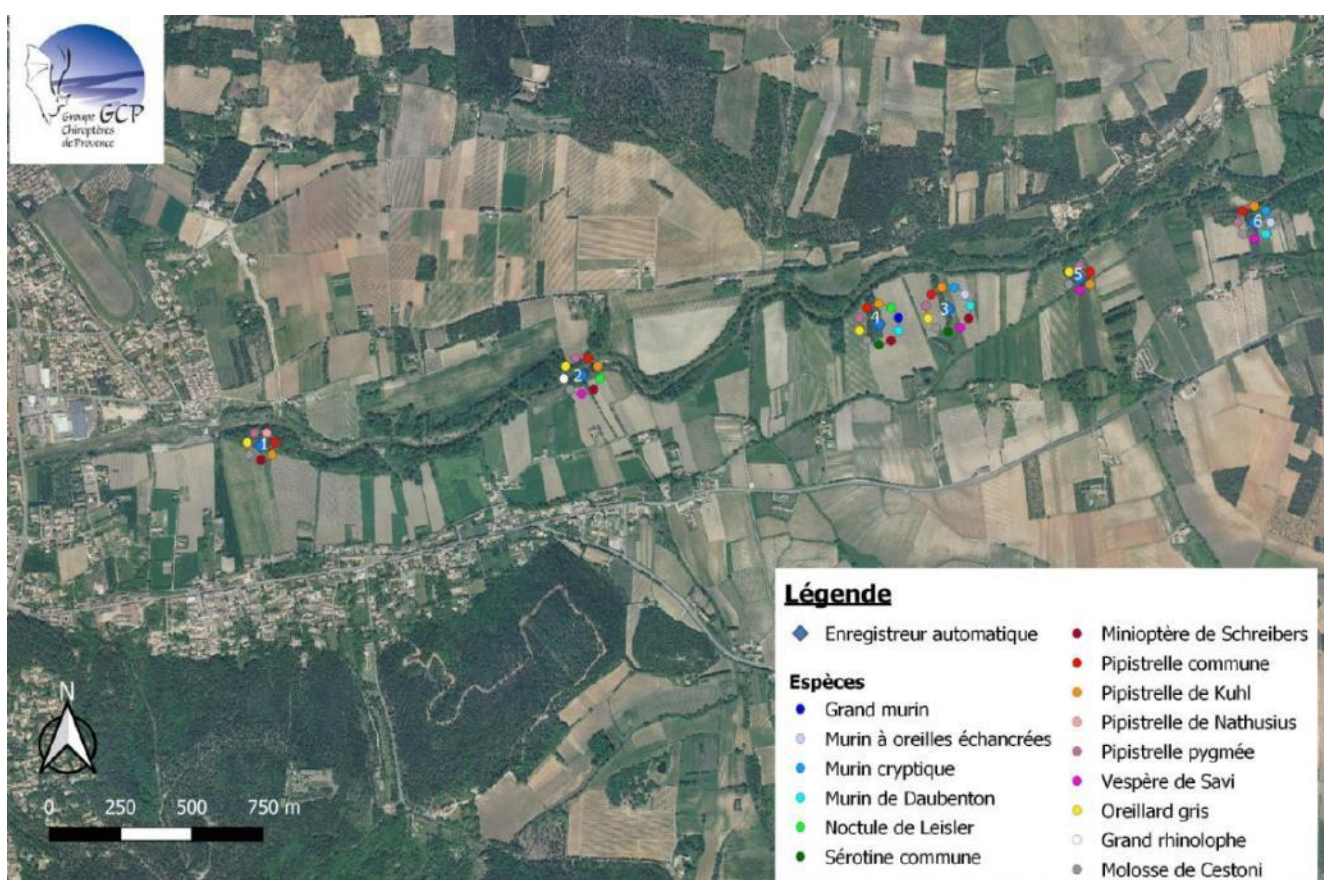 Groupe GCP
Chiroptères
de Provence
6
5
4
3
2
1
N
0 250 500 750 m
Légende
Enregistreur automatique
Espèces
Grand murin
Murin à oreilles échancrées
Murin cryptique
Murin de Daubenton
Noctule de Leisler
Sérotine commune
Minioptère de Schreibers
Pipistrelle commune
Pipistrelle de Kuhl
Pipistrelle de Nathusius
Pipistrelle pygmée
Vespère de Savi
Oreillard gris
Grand rhinolophe
Molosse de Cestoni